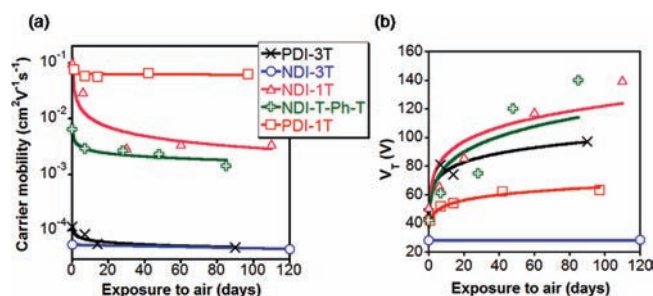 (a)
Carrier mobility (cm²V⁻¹s⁻¹)
10⁻¹
10⁻²
10⁻³
10⁻⁴
0 20 40 60 80 100 120
Exposure to air (days)
PDI-3T
NDI-3T
NDI-1T
NDI-T-Ph-T
PDI-1T
(b)
V_T (V)
160
140
120
100
80
60
40
20
0 20 40 60 80 100 120
Exposure to air (days)